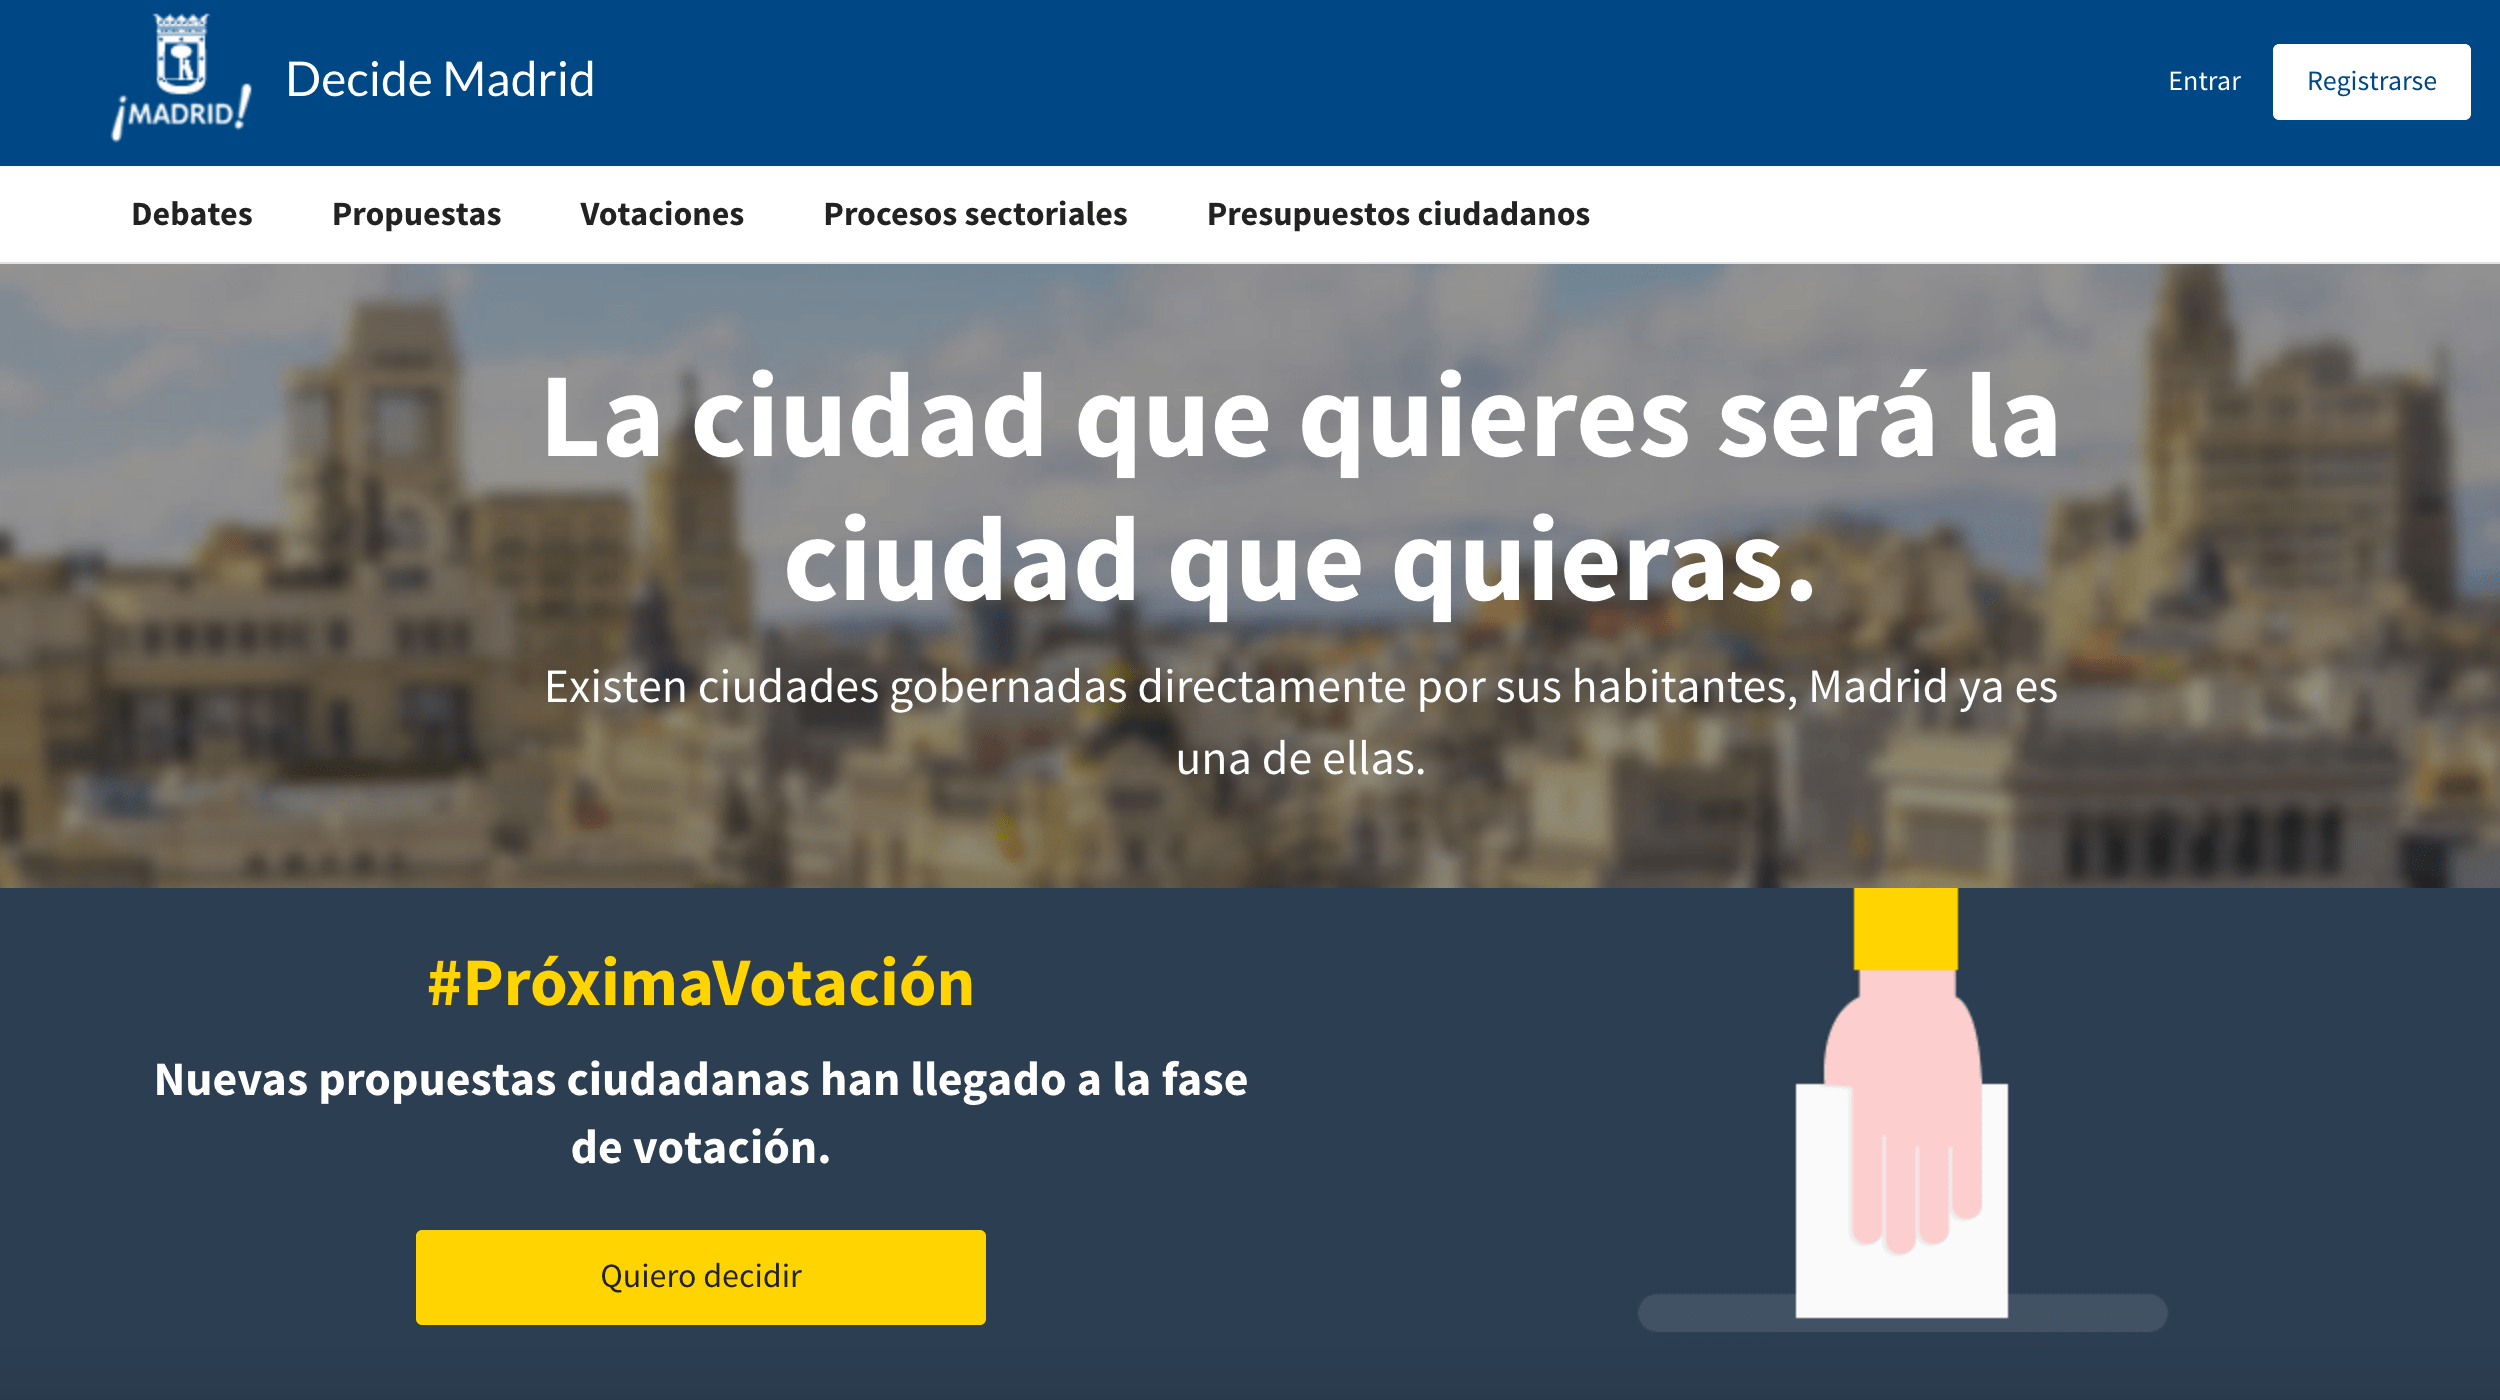 ¡MADRID!
Decide Madrid
Entrar
Registrarse
Debates
Propuestas
Votaciones
Procesos sectoriales
Presupuestos ciudadanos
La ciudad que quieres será la
ciudad que quieras.
Existen ciudades gobernadas directamente por sus habitantes, Madrid ya es
una de ellas.
#PróximaVotación
Nuevas propuestas ciudadanas han llegado a la fase
de votación.
Quiero decidir